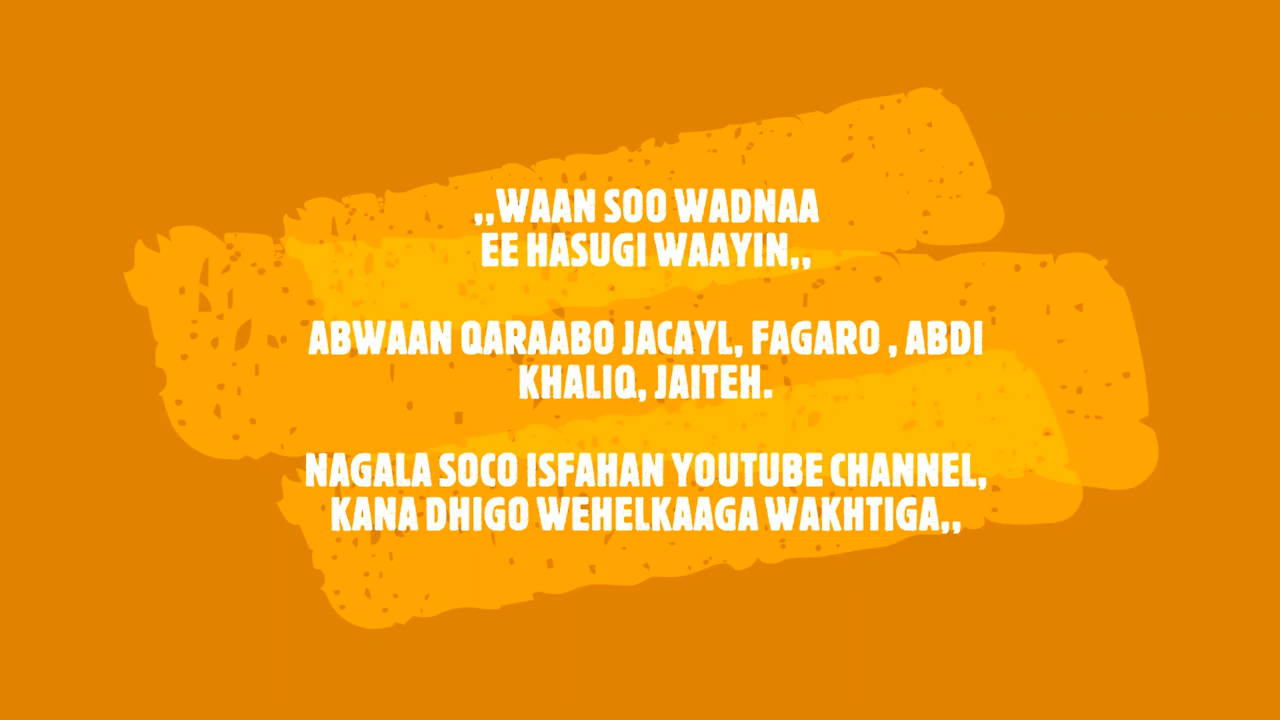 ,,WAAN SOO WADNAA
EE HASUGI WAAYIN,,
ABWAAN QARAABO JACAYL, FAGARO , ABDI
KHALIQ, JAITEH.
NAGALA SOCO ISFAHAN YOUTUBE CHANNEL,
KANA DHIGO WEHELKAAGA WAKHTIGA,,